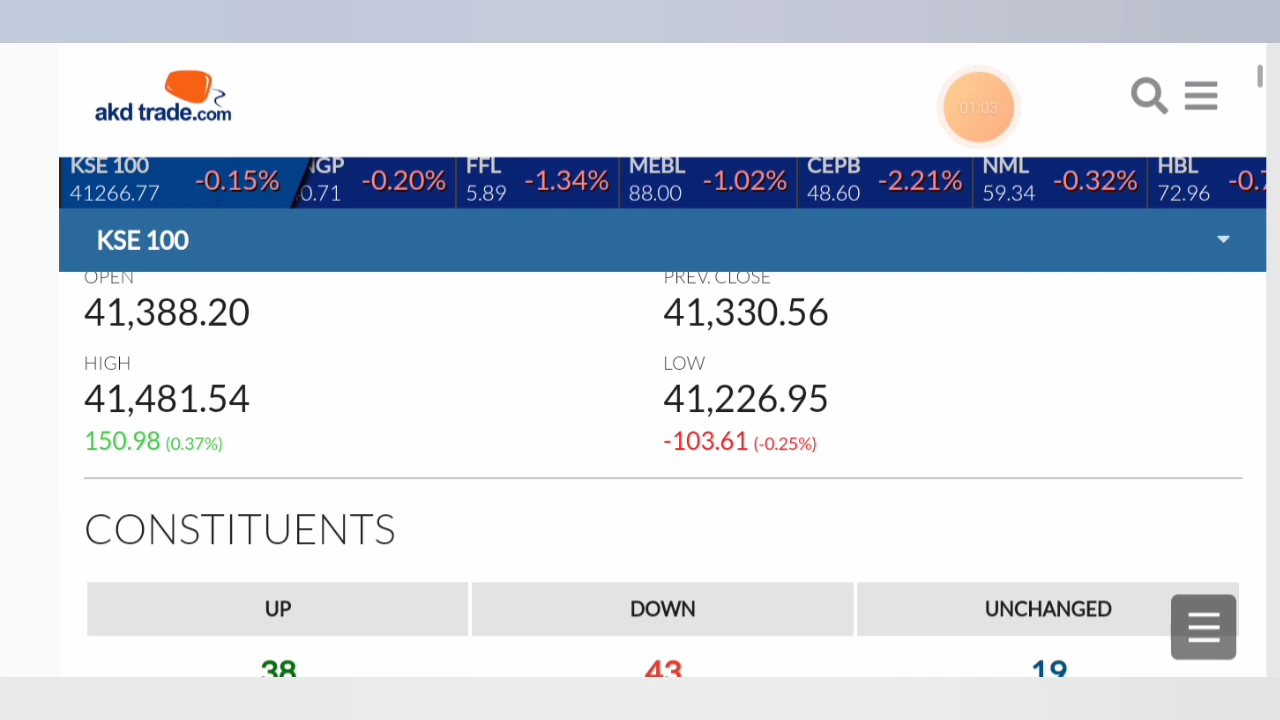 akd trade.com
01:03
KSE 100 -0.15% NGP -0.20% FFL -1.34% MEBL -1.02% CEPB -2.21% NML -0.32% HBL
41266.77 0.71 5.89 88.00 48.60 59.34 72.96
KSE 100
OPEN PREV. CLOSE
41,388.20 41,330.56
HIGH LOW
41,481.54 41,226.95
150.98 (0.37%) -103.61 (-0.25%)
CONSTITUENTS
UP DOWN UNCHANGED
38 43 19